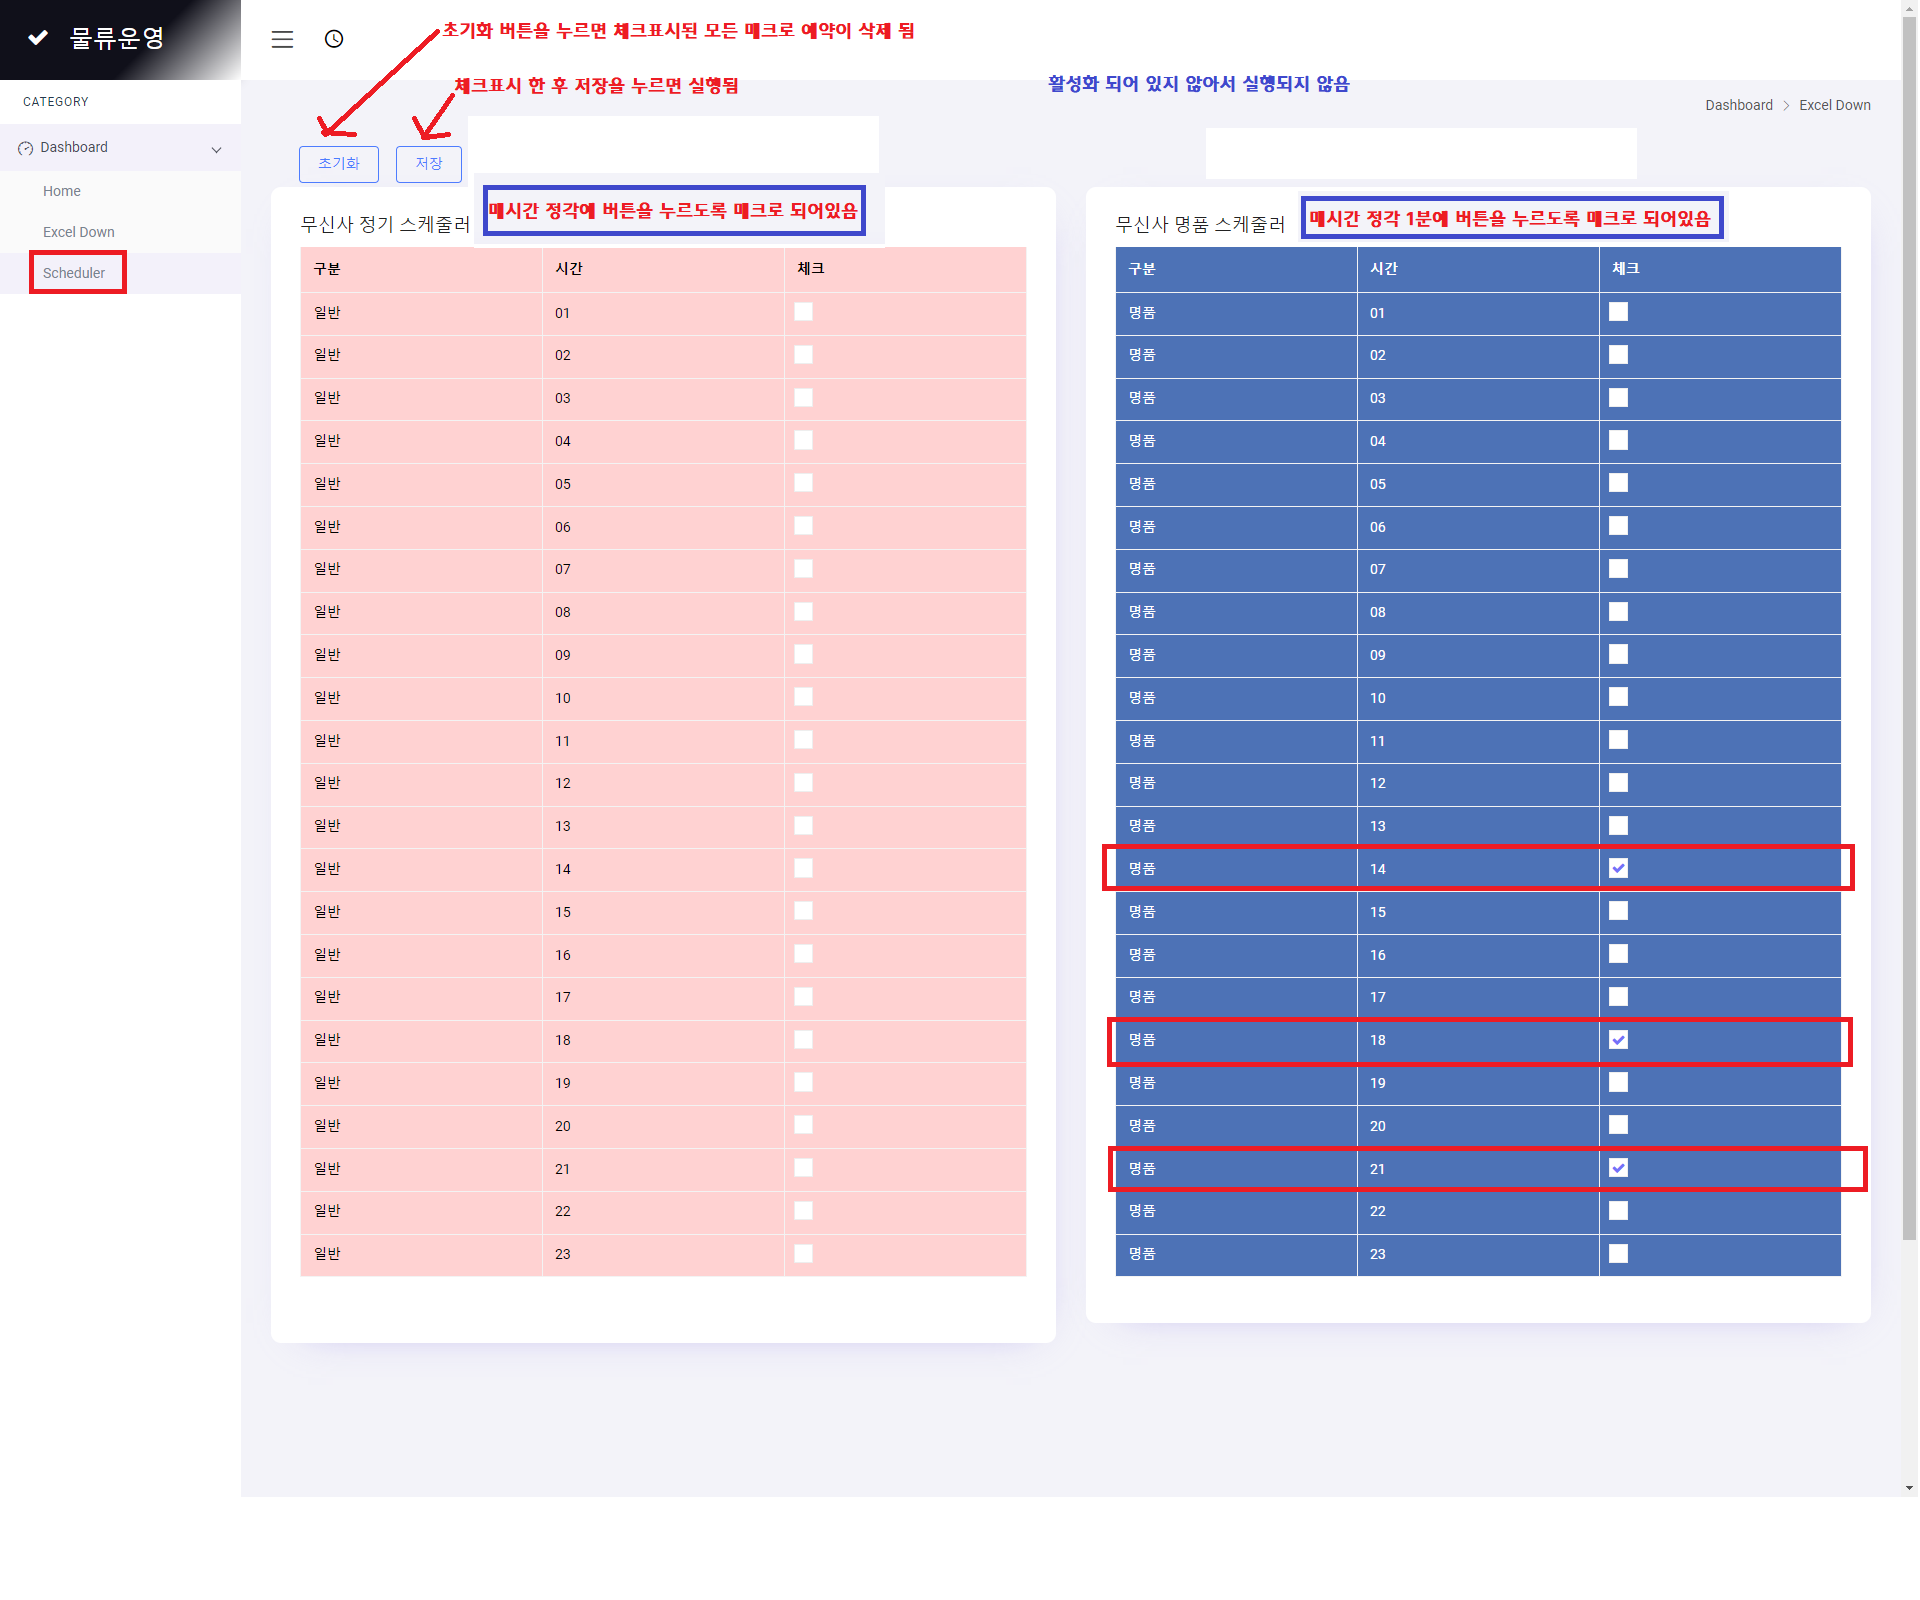 물류운영
초기화 버튼을 누르면 체크표시된 모든 매크로 예약이 삭제 됨
체크표시 한 후 저장을 누르면 실행됨
활성화 되어 있지 않아서 실행되지 않음
CATEGORY
Dashboard > Excel Down
Dashboard
초기화 저장
Home
Excel Down
Scheduler
무신사 정기 스케줄러 매시간 정각에 버튼을 누르도록 매크로 되어있음
구분 시간 체크
일반 01
일반 02
일반 03
일반 04
일반 05
일반 06
일반 07
일반 08
일반 09
일반 10
일반 11
일반 12
일반 13
일반 14
일반 15
일반 16
일반 17
일반 18
일반 19
일반 20
일반 21
일반 22
일반 23
무신사 명품 스케줄러 매시간 정각 1분에 버튼을 누르도록 매크로 되어있음
구분 시간 체크
명품 01
명품 02
명품 03
명품 04
명품 05
명품 06
명품 07
명품 08
명품 09
명품 10
명품 11
명품 12
명품 13
명품 14
명품 15
명품 16
명품 17
명품 18
명품 19
명품 20
명품 21
명품 22
명품 23